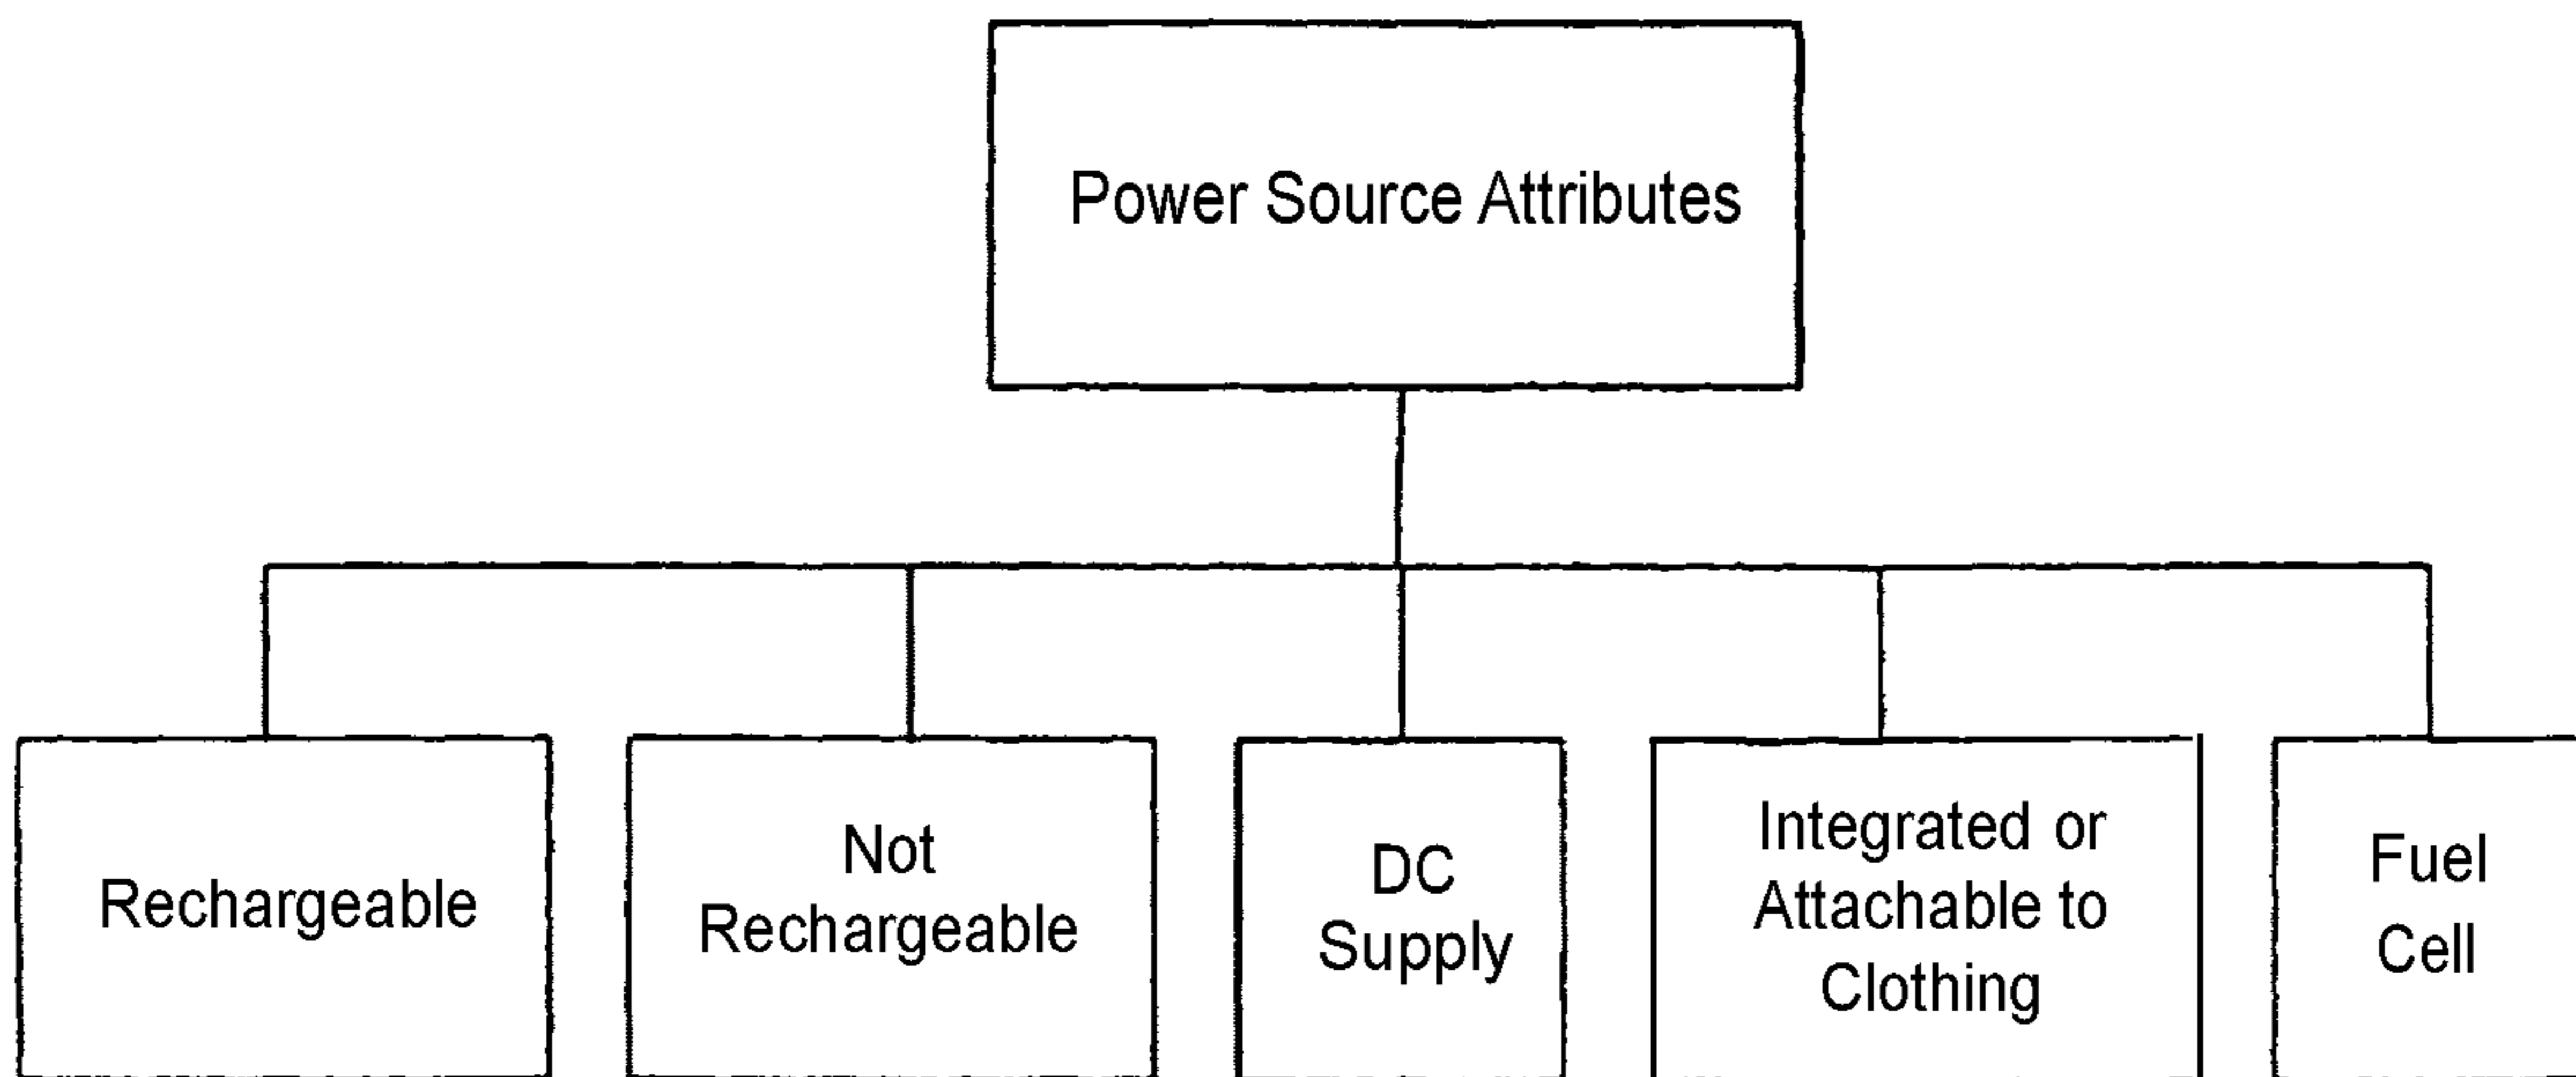 Power Source Attributes
Rechargeable
Not
Rechargeable
DC
Supply
Integrated or
Attachable to
Clothing
Fuel
Cell